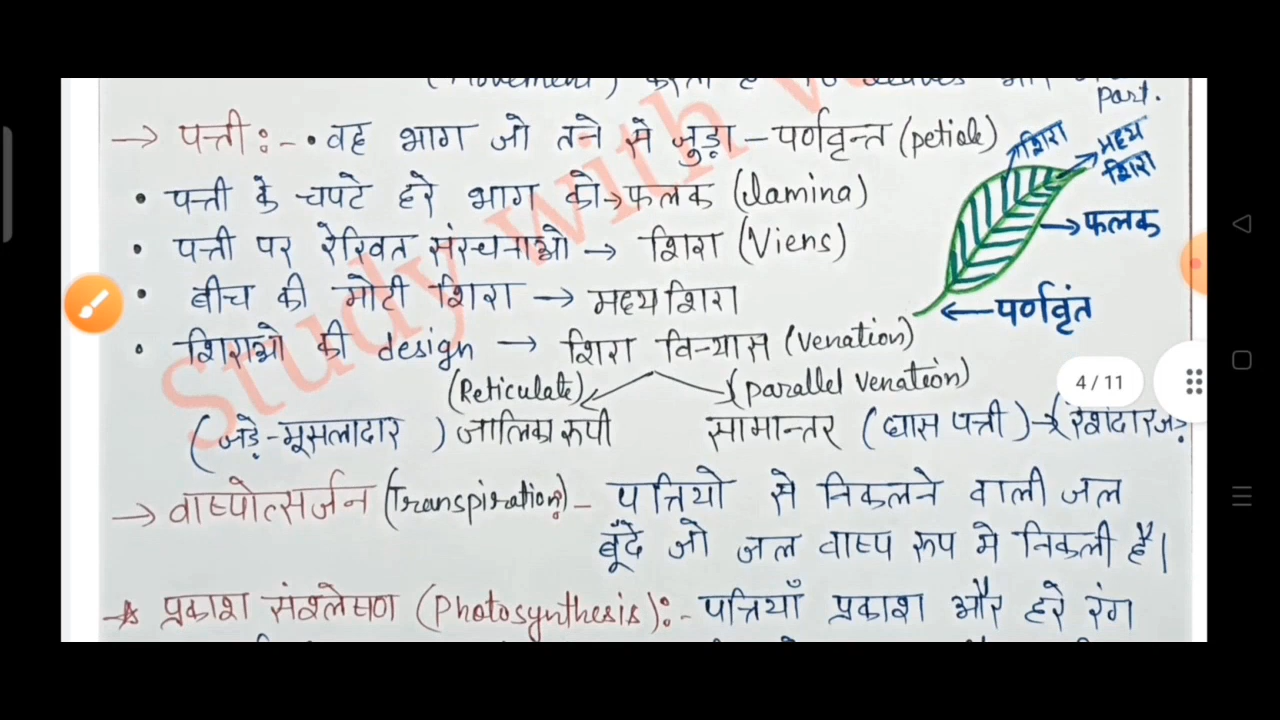 part.
→ पत्ती :- • वह भाग जो तने से जुड़ा - पर्णवृन्त (petiole)
शिरा
मध्य
शिरा
• पत्ती के चपटे हरे भाग को → फलक (lamina)
→ फलक
• पत्ती पर रेखित संरचनाओ → शिरा (Viens)
• बीच की मोटी शिरा → मध्य शिरा
← पर्णवृंत
• शिराओ की design → शिरा विन्यास (venation)
(Reticulate) (parallel venation)
4 / 11
(जड़े - मूसलादार ) जालिका रूपी सामान्तर (घास पत्ती) → (रेशेदार जड़े
→ वाष्पोत्सर्जन (Transpiration) :- पत्तियो से निकलने वाली जल
बूँदे जो जल वाष्प रूप मे निकली है।
→ प्रकाश संश्लेषण (Photosynthesis) :- पत्तियाँ प्रकाश और हरे रंग
Study with